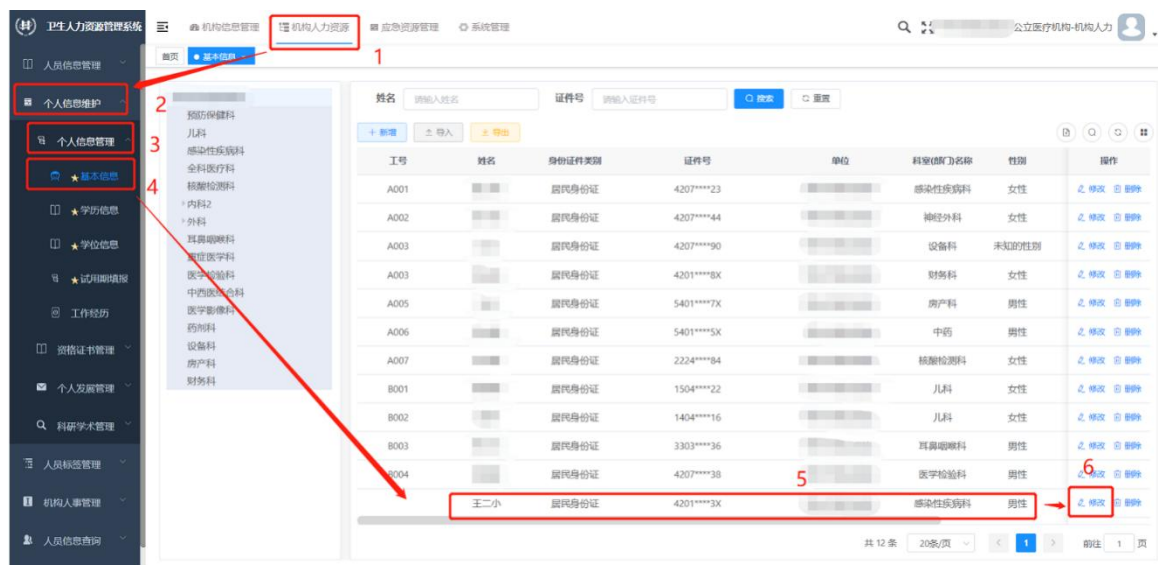 卫生人力资源管理系统 机构信息管理 机构人力资源 应急资源管理 系统管理 公立医疗机构-机构人力
首页 基本信息 1
人员信息管理
个人信息维护
个人信息管理
★基本信息
★学历信息
★学位信息
★试用期填报
工作经历
资格证书管理
个人发展管理
科研学术管理
人员标签管理
机构人事管理
人员信息查询
2
3
4
预防保健科
儿科
感染性疾病科
全科医疗科
核酸检测科
内科2
外科
耳鼻咽喉科
重症医学科
医学检验科
中西医结合科
医学影像科
药剂科
设备科
房产科
财务科
姓名 请输入姓名 证件号 请输入证件号 搜索 重置
+ 新增 导入 导出
工号 姓名 身份证件类别 证件号 单位 科室(部门)名称 性别 操作
A001 居民身份证 4207****23 感染性疾病科 女性 修改 删除
A002 居民身份证 4207****44 神经外科 女性 修改 删除
A003 居民身份证 4207****90 设备科 未知的性别 修改 删除
A003 居民身份证 4201****8X 财务科 女性 修改 删除
A005 居民身份证 5401****7X 房产科 男性 修改 删除
A006 居民身份证 5401****5X 中药 男性 修改 删除
A007 居民身份证 2224****84 核酸检测科 女性 修改 删除
B001 居民身份证 1504****22 儿科 女性 修改 删除
B002 居民身份证 1404****16 儿科 女性 修改 删除
B003 居民身份证 3303****36 耳鼻咽喉科 男性 修改 删除
B004 居民身份证 4207****38 医学检验科 男性 修改 删除
5 6
王二小 居民身份证 4201****3X 感染性疾病科 男性 修改 删除
共 12 条 20条/页 1 前往 1 页